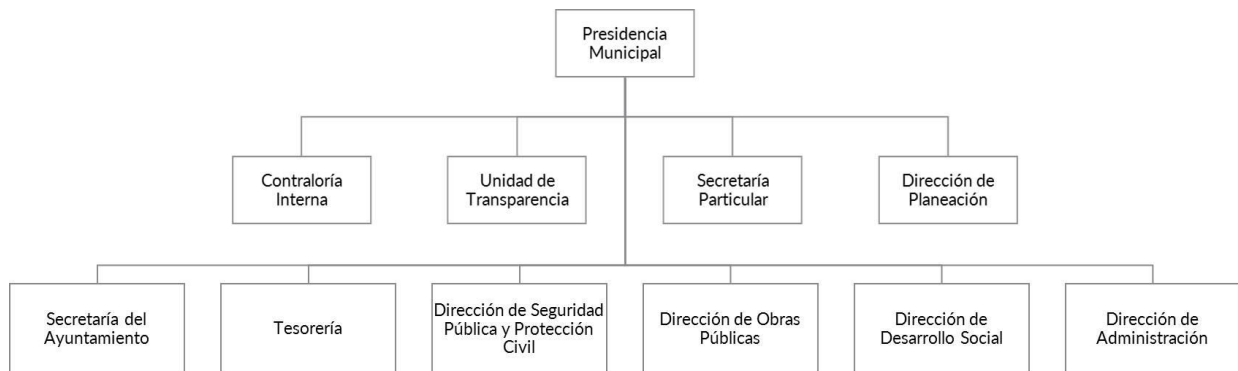 Presidencia
Municipal
Contraloría
Interna
Unidad de
Transparencia
Secretaría
Particular
Dirección de
Planeación
Secretaría del
Ayuntamiento
Tesorería
Dirección de Seguridad
Pública y Protección
Civil
Dirección de Obras
Públicas
Dirección de
Desarrollo Social
Dirección de
Administración